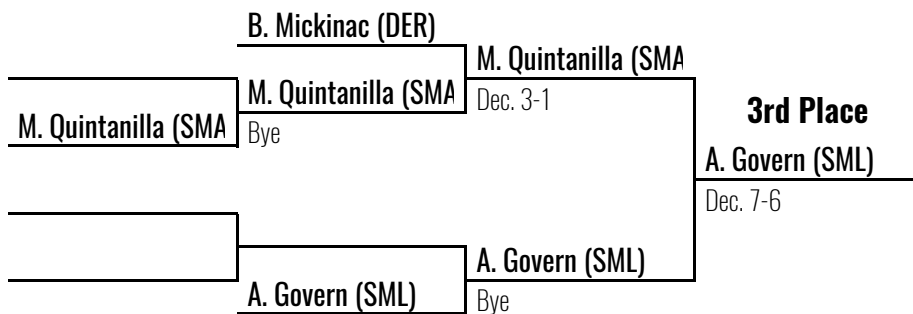 B. Mickinac (DER)
M. Quintanilla (SMA
M. Quintanilla (SMA
Dec. 3-1
3rd Place
M. Quintanilla (SMA
Bye
A. Govern (SML)
Dec. 7-6
A. Govern (SML)
A. Govern (SML)
Bye